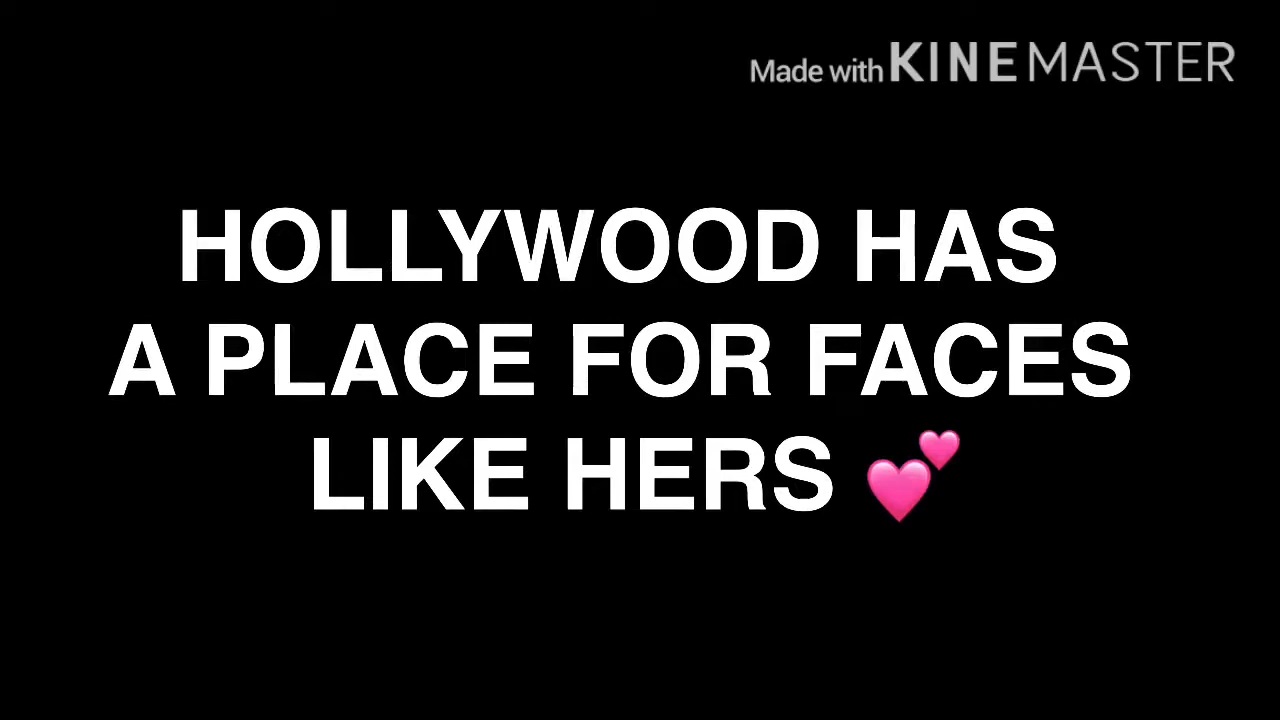 Made with KINEMASTER
HOLLYWOOD HAS
A PLACE FOR FACES
LIKE HERS 💕